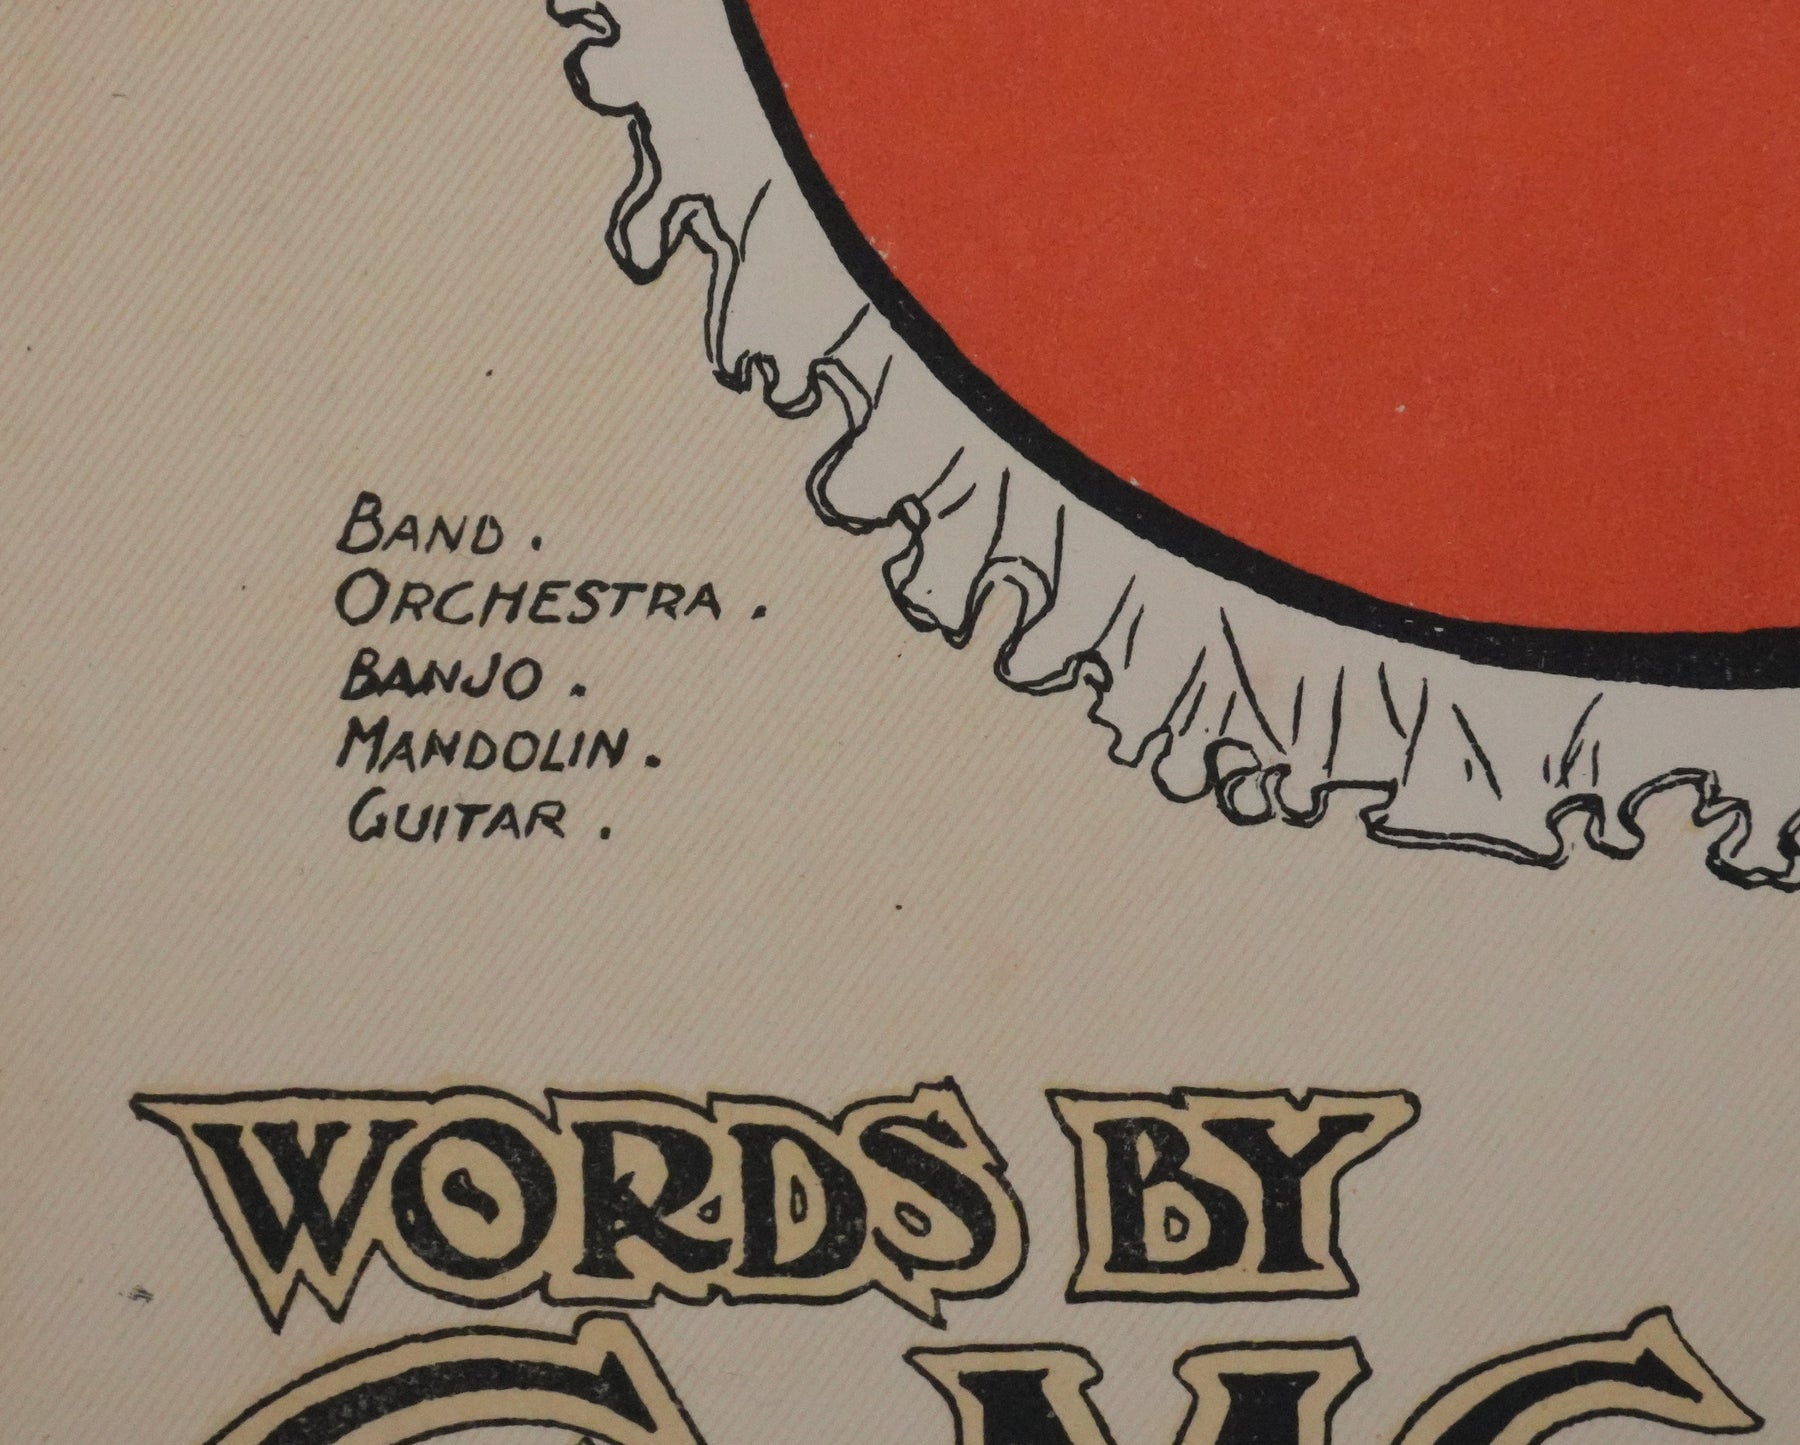 BAND.
ORCHESTRA.
BANJO.
MANDOLIN.
GUITAR.
WORDS BY